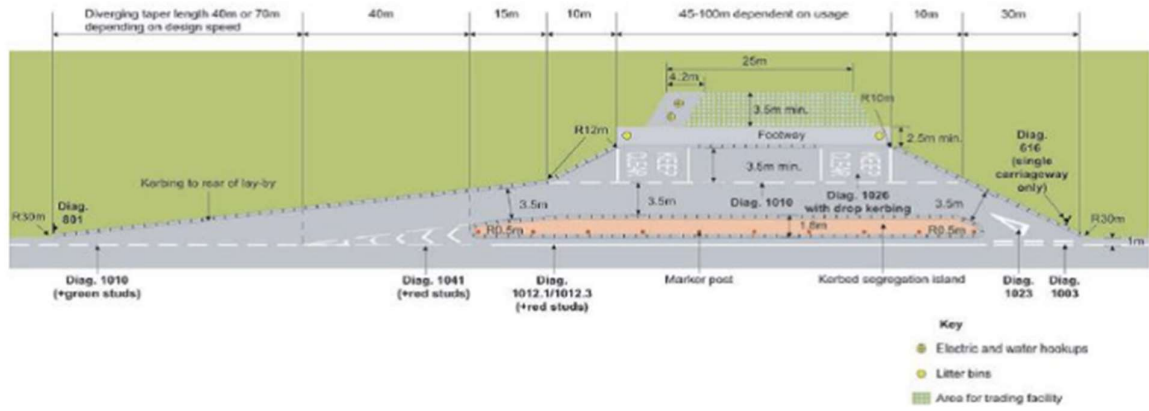 Diverging taper length 40m or 70m
depending on design speed
40m
15m
10m
45-100m dependent on usage
10m
30m
25m
4.2m
3.5m min.
R10m
R12m
Footway
2.5m min.
Diag.
616
(single
carriageway
only)
KEEP
CLEAR
3.5m min.
KEEP
CLEAR
Kerbing to rear of lay-by
Diag.
801
R30m
3.5m
3.5m
Diag. 1010
Diag. 1026
with drop kerbing
3.5m
R30m
R0.5m
1.8m
R0.5m
1m
Diag. 1010
(+green studs)
Diag. 1041
(+red studs)
Diag.
1012.1/1012.3
(+red studs)
Marker post
Kerbed segregation island
Diag.
1023
Diag.
1003
Key
Electric and water hookups
Litter bins
Area for trading facility